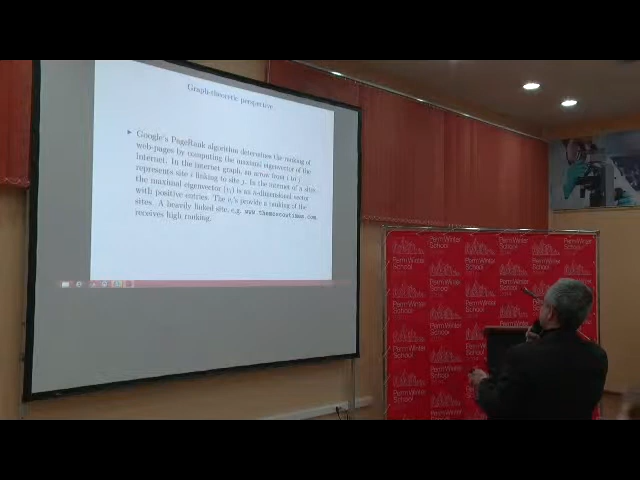 Graph-theoretic perspective
Google's PageRank algorithm determines the ranking of
web-pages by computing the maximal eigenvector of the
Internet. In the internet graph, an arrow from i to j
represents site i linking to site j. In the internet of n sites
the maximal eigenvector (vi) is an n-dimensional vector
with positive entries. The vi's provide a ranking of the
sites. A heavily linked site, e.g. www.themoscowtimes.com,
receives high ranking.
Perm Winter
School